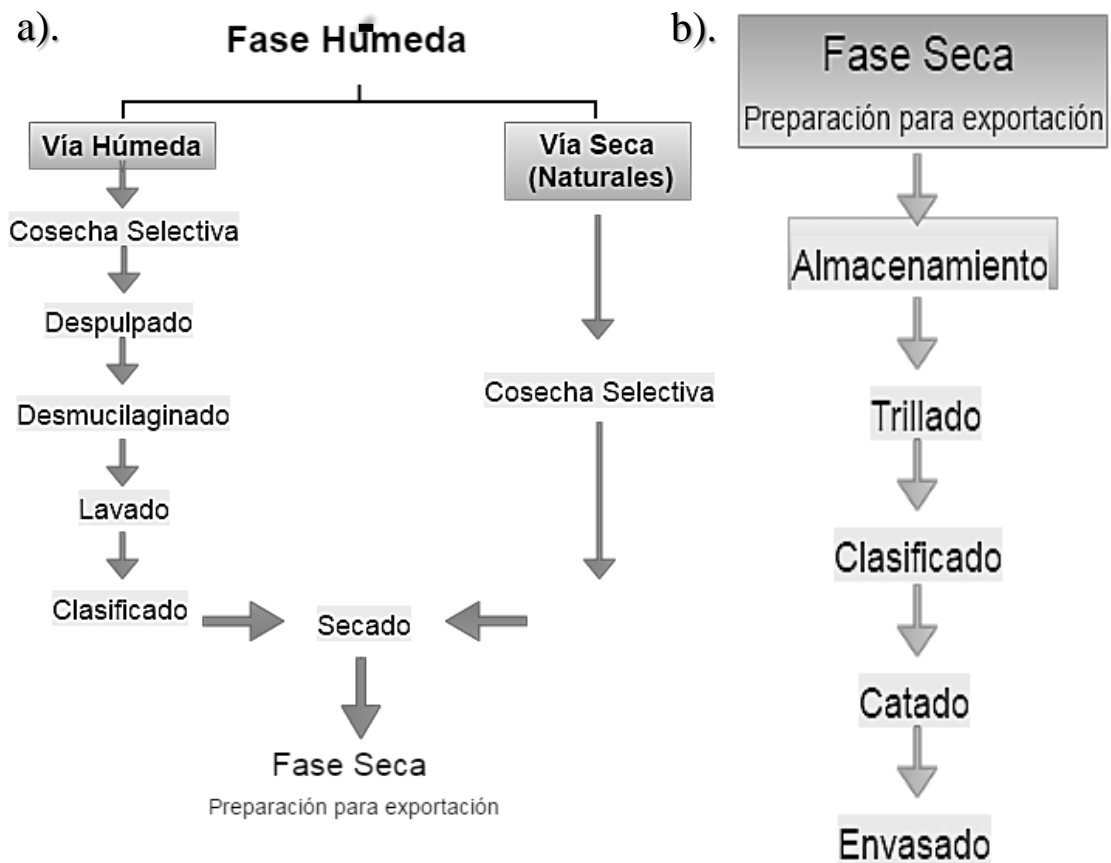 a).
Fase Húmeda
Vía Húmeda
Cosecha Selectiva
Despulpado
Desmucilaginado
Lavado
Clasificado
Vía Seca
(Naturales)
Cosecha Selectiva
Secado
Fase Seca
Preparación para exportación
b).
Fase Seca
Preparación para exportación
Almacenamiento
Trillado
Clasificado
Catado
Envasado